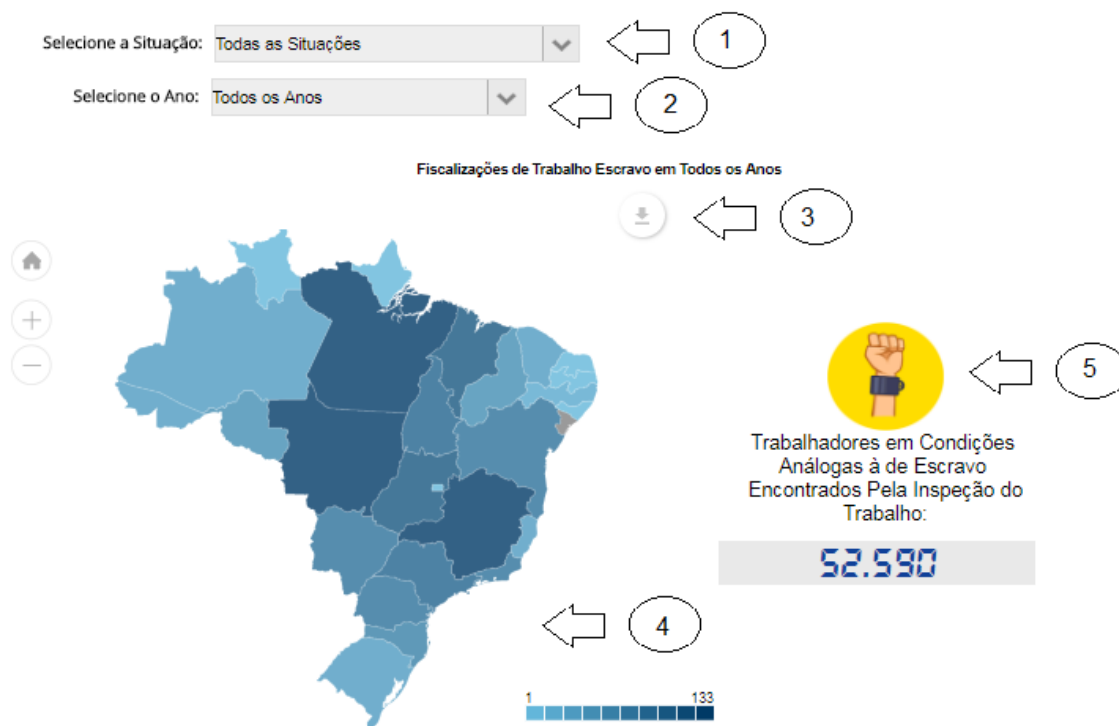 Selecione a Situação: Todas as Situações
1
Selecione o Ano: Todos os Anos
2
Fiscalizações de Trabalho Escravo em Todos os Anos
3
5
Trabalhadores em Condições
Análogas à de Escravo
Encontrados Pela Inspeção do
Trabalho:
52.590
4
1 133